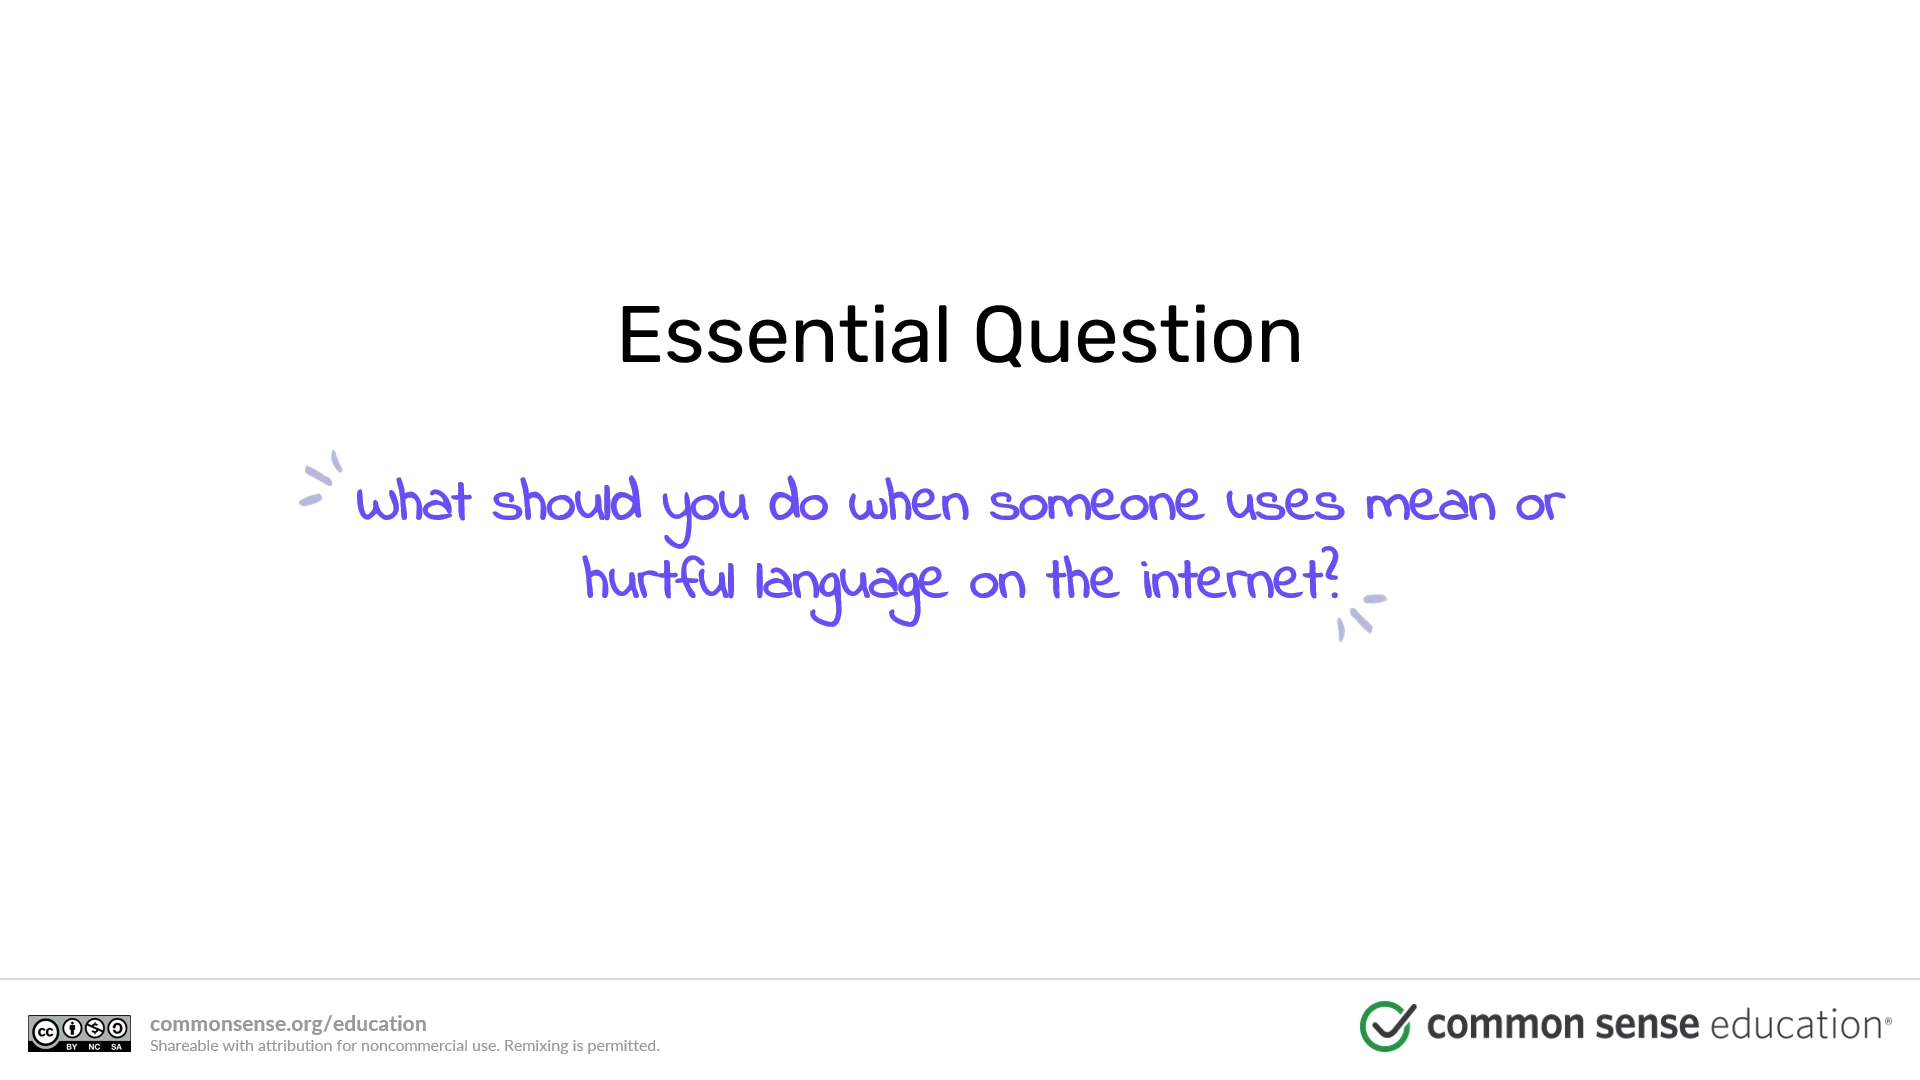 Essential Question
What should you do when someone uses mean or
hurtful language on the internet?
commonsense.org/education
Shareable with attribution for noncommercial use. Remixing is permitted.
cc
BY NC SA
common sense education®